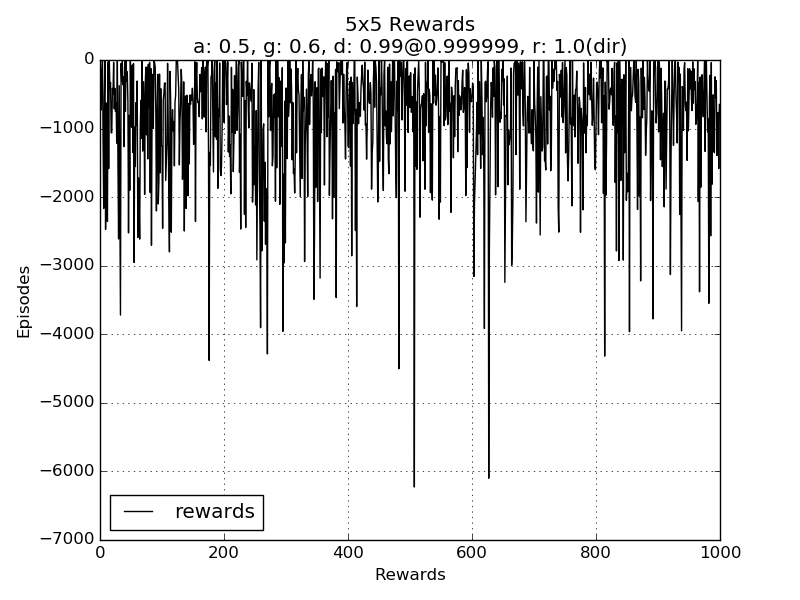 5x5 Rewards
a: 0.5, g: 0.6, d: 0.99@0.999999, r: 1.0(dir)
0
−1000
−2000
−3000
−4000
−5000
−6000
−7000
Episodes
rewards
0 200 400 600 800 1000
Rewards